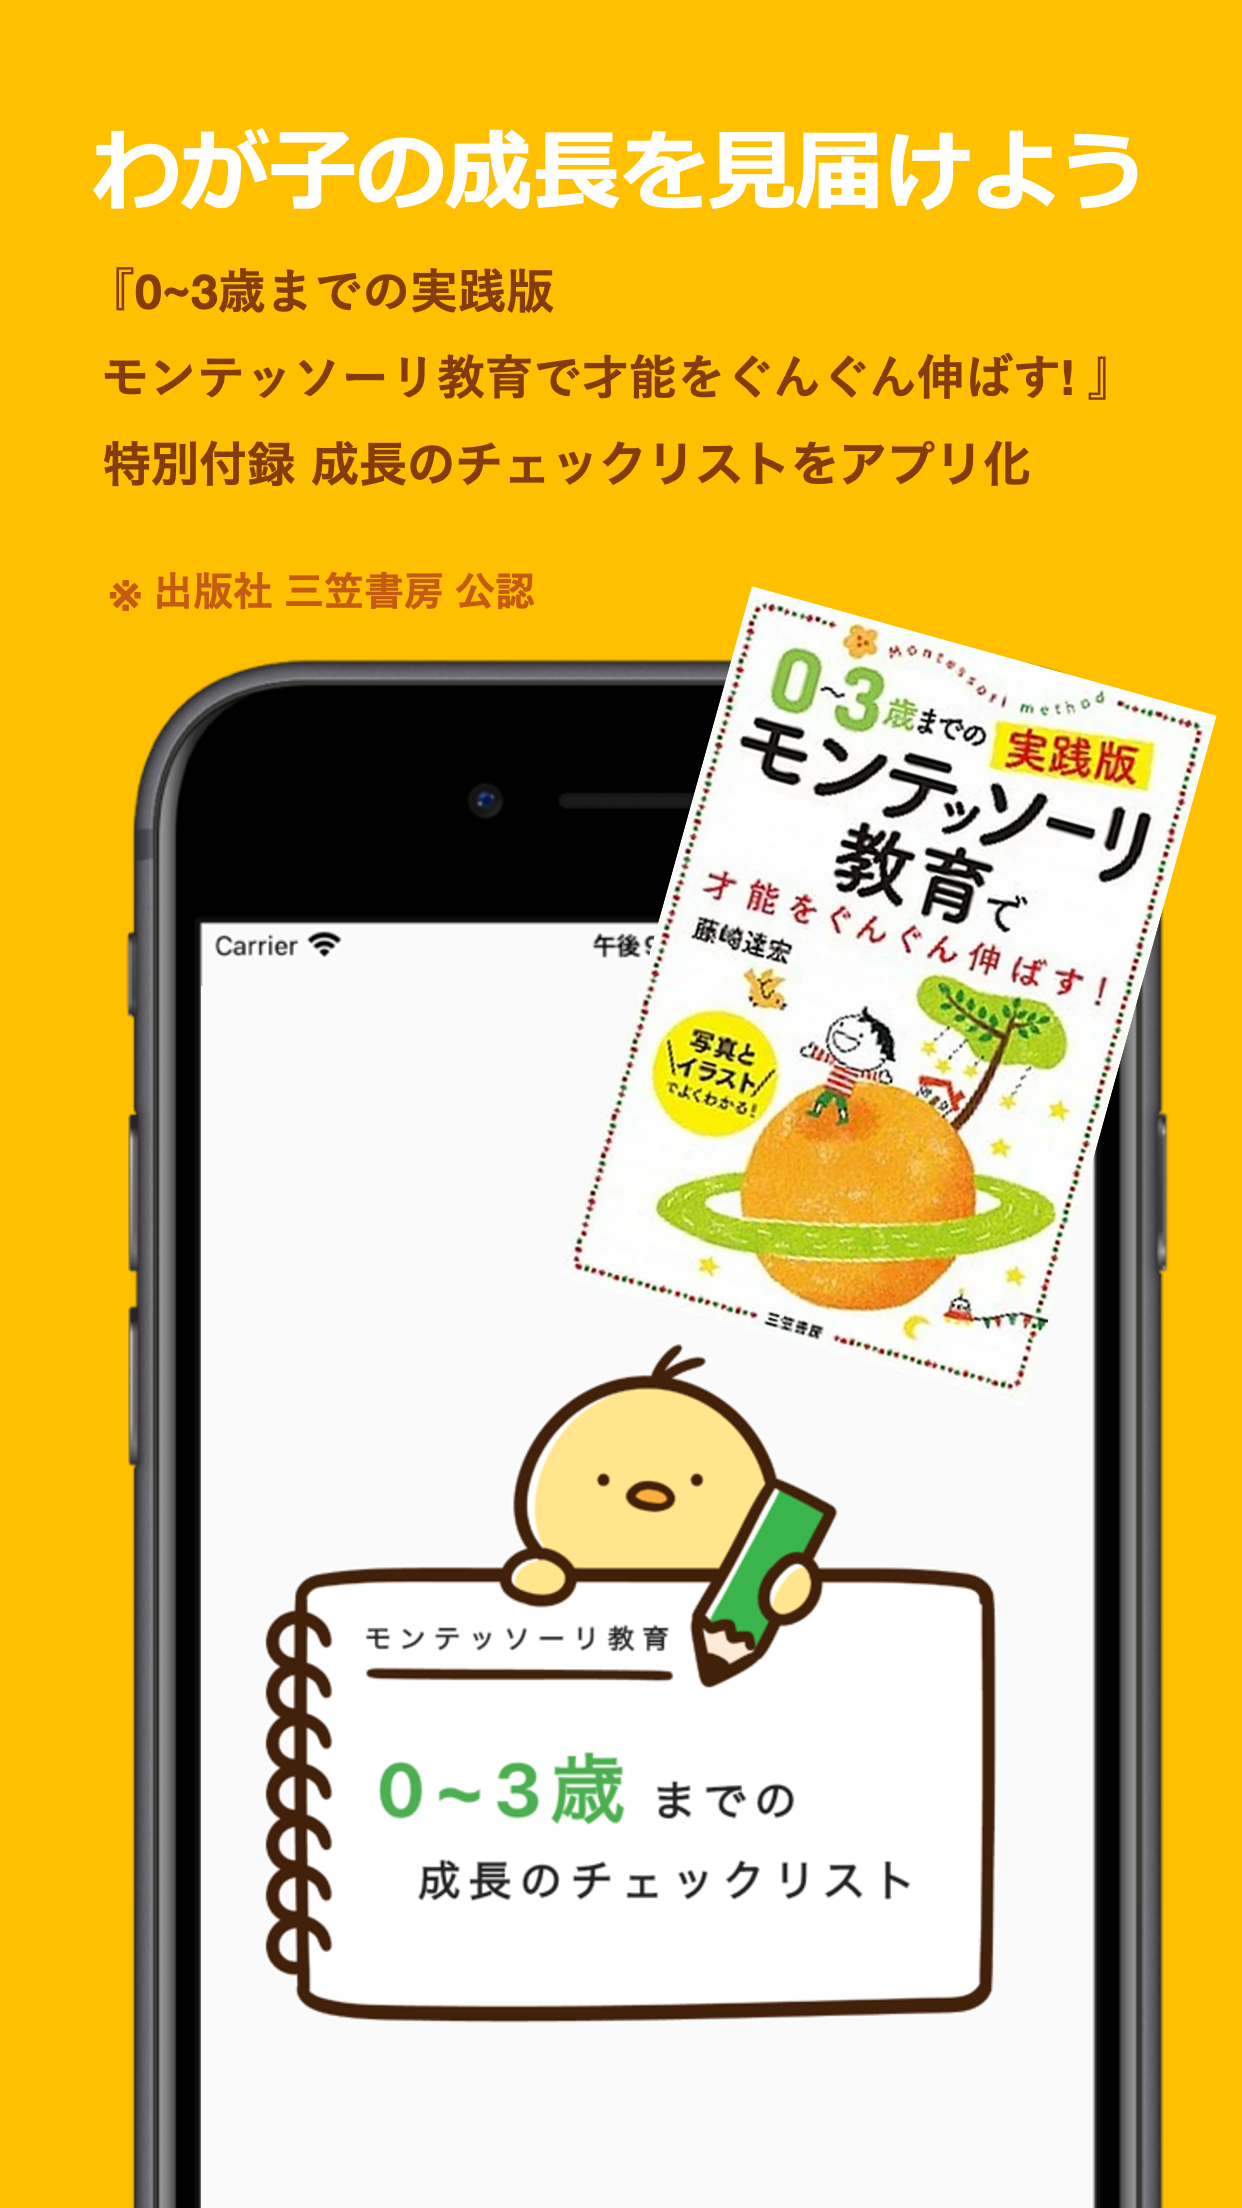 わが子の成長を見届けよう
『0~3歳までの実践版
モンテッソーリ教育で才能をぐんぐん伸ばす!』
特別付録 成長のチェックリストをアプリ化
※ 出版社 三笠書房 公認
Montessori method
0～3歳までの 実践版
モンテッソーリ
教育で
才能をぐんぐん伸ばす!
藤崎達宏
写真と
イラスト
でよくわかる!
三笠書房
Carrier
午後9
モンテッソーリ教育
0~3歳 までの
成長のチェックリスト